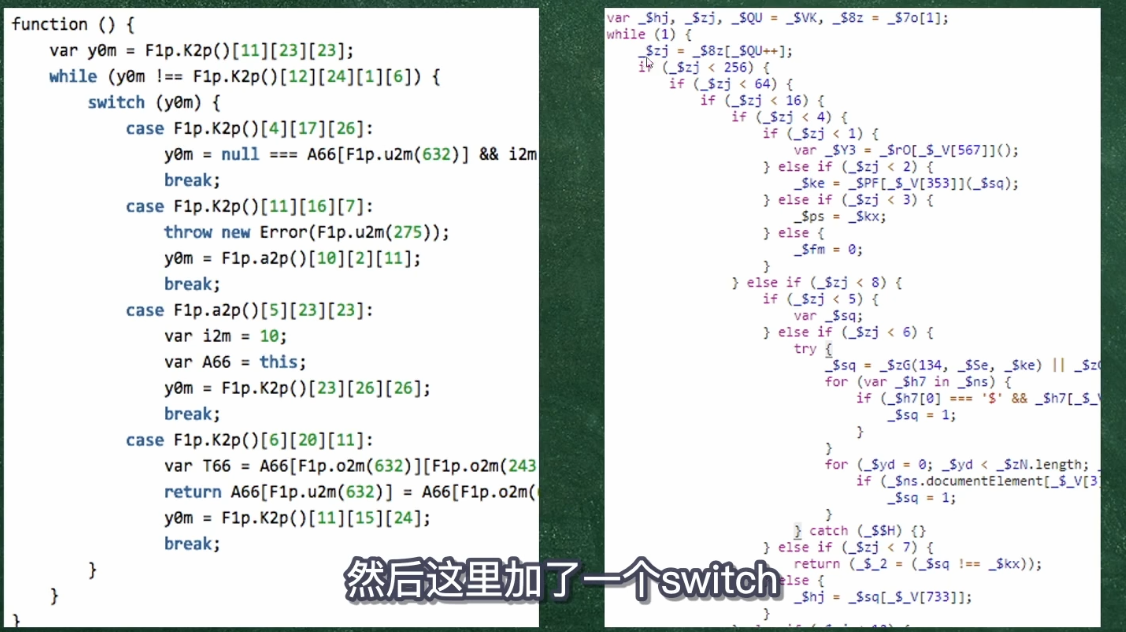 function () {
var y0m = F1p.K2p()[11][23][23];
while (y0m !== F1p.K2p()[12][24][1][6]) {
switch (y0m) {
case F1p.K2p()[4][17][26]:
y0m = null === A66[F1p.u2m(632)] && i2m
break;
case F1p.K2p()[11][16][7]:
throw new Error(F1p.u2m(275));
y0m = F1p.a2p()[10][2][11];
break;
case F1p.a2p()[5][23][23]:
var i2m = 10;
var A66 = this;
y0m = F1p.K2p()[23][26][26];
break;
case F1p.K2p()[6][20][11]:
var T66 = A66[F1p.o2m(632)][F1p.o2m(243
return A66[F1p.u2m(632)] = A66[F1p.o2m(
y0m = F1p.K2p()[11][15][24];
break;
}
}
}
var _$hj, _$zj, _$QU = _$VK, _$8z = _$7o[1];
while (1) {
_$zj = _$8z[_$QU++];
if (_$zj < 256) {
if (_$zj < 64) {
if (_$zj < 16) {
if (_$zj < 4) {
if (_$zj < 1) {
var _$Y3 = _$rO[_$_V[567]]();
} else if (_$zj < 2) {
_$ke = _$PF[_$_V[353]](_$sq);
} else if (_$zj < 3) {
_$ps = _$kx;
} else {
_$fm = 0;
}
} else if (_$zj < 8) {
if (_$zj < 5) {
var _$sq;
} else if (_$zj < 6) {
try {
_$sq = _$zG(134, _$Se, _$ke) || _$z
for (var _$h7 in _$ns) {
if (_$h7[0] === '$' && _$h7[_$_V
_$sq = 1;
}
}
for (_$yd = 0; _$yd < _$zN.length;
if (_$ns.documentElement[_$_V[3
_$sq = 1;
}
} catch (_$$H) {}
} else if (_$zj < 7) {
return (_$_2 = (_$sq !== _$kx));
else {
_$hj = _$sq[_$_V[733]];
}
然后这里加了一个switch